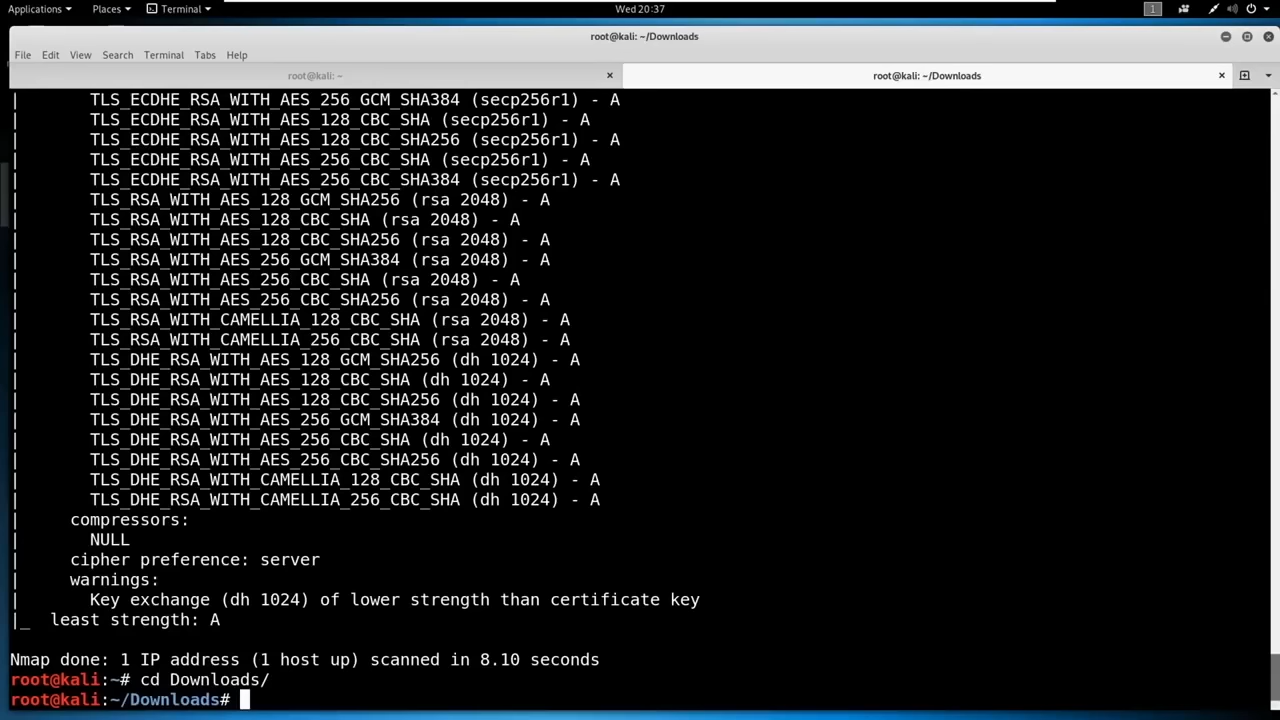 Applications Places Terminal Wed 20:37 1
root@kali: ~/Downloads
File Edit View Search Terminal Tabs Help
root@kali: ~ × root@kali: ~/Downloads ×
| TLS_ECDHE_RSA_WITH_AES_256_GCM_SHA384 (secp256r1) - A
| TLS_ECDHE_RSA_WITH_AES_128_CBC_SHA (secp256r1) - A
| TLS_ECDHE_RSA_WITH_AES_128_CBC_SHA256 (secp256r1) - A
| TLS_ECDHE_RSA_WITH_AES_256_CBC_SHA (secp256r1) - A
| TLS_ECDHE_RSA_WITH_AES_256_CBC_SHA384 (secp256r1) - A
| TLS_RSA_WITH_AES_128_GCM_SHA256 (rsa 2048) - A
| TLS_RSA_WITH_AES_128_CBC_SHA (rsa 2048) - A
| TLS_RSA_WITH_AES_128_CBC_SHA256 (rsa 2048) - A
| TLS_RSA_WITH_AES_256_GCM_SHA384 (rsa 2048) - A
| TLS_RSA_WITH_AES_256_CBC_SHA (rsa 2048) - A
| TLS_RSA_WITH_AES_256_CBC_SHA256 (rsa 2048) - A
| TLS_RSA_WITH_CAMELLIA_128_CBC_SHA (rsa 2048) - A
| TLS_RSA_WITH_CAMELLIA_256_CBC_SHA (rsa 2048) - A
| TLS_DHE_RSA_WITH_AES_128_GCM_SHA256 (dh 1024) - A
| TLS_DHE_RSA_WITH_AES_128_CBC_SHA (dh 1024) - A
| TLS_DHE_RSA_WITH_AES_128_CBC_SHA256 (dh 1024) - A
| TLS_DHE_RSA_WITH_AES_256_GCM_SHA384 (dh 1024) - A
| TLS_DHE_RSA_WITH_AES_256_CBC_SHA (dh 1024) - A
| TLS_DHE_RSA_WITH_AES_256_CBC_SHA256 (dh 1024) - A
| TLS_DHE_RSA_WITH_CAMELLIA_128_CBC_SHA (dh 1024) - A
| TLS_DHE_RSA_WITH_CAMELLIA_256_CBC_SHA (dh 1024) - A
| compressors:
| NULL
| cipher preference: server
| warnings:
| Key exchange (dh 1024) of lower strength than certificate key
|_ least strength: A
Nmap done: 1 IP address (1 host up) scanned in 8.10 seconds
root@kali:~# cd Downloads/
root@kali:~/Downloads#